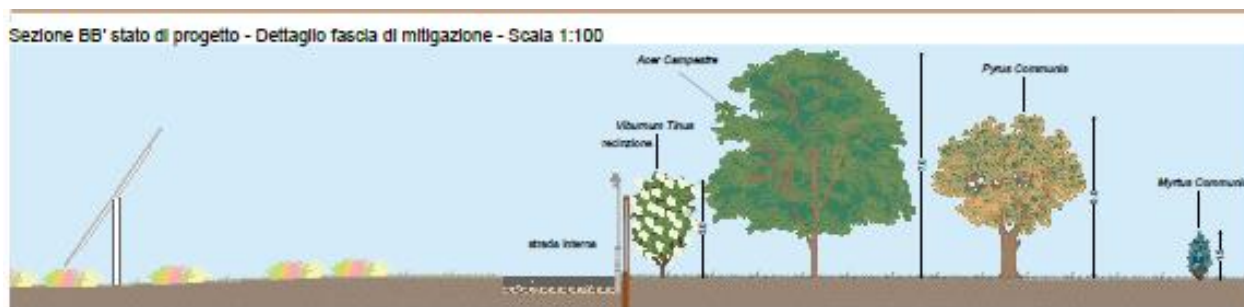 Sezione BB' stato di progetto - Dettaglio fascia di mitigazione - Scala 1:100
Acer Campestre
Pyrus Communis
Viburnum Tinus
recinzione
Myrtus Communi
strada interna